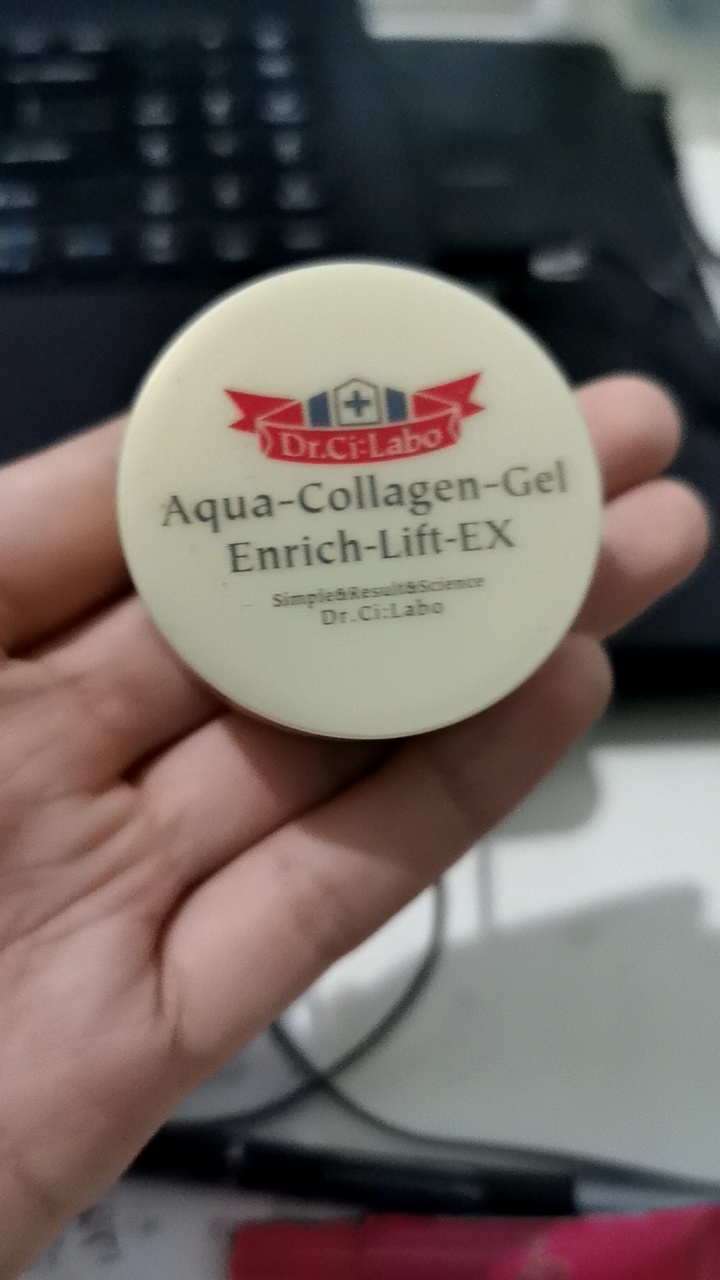 Dr.Ci:Labo
Aqua-Collagen-Gel
Enrich-Lift-EX
Simple&Result&Science
Dr.Ci:Labo